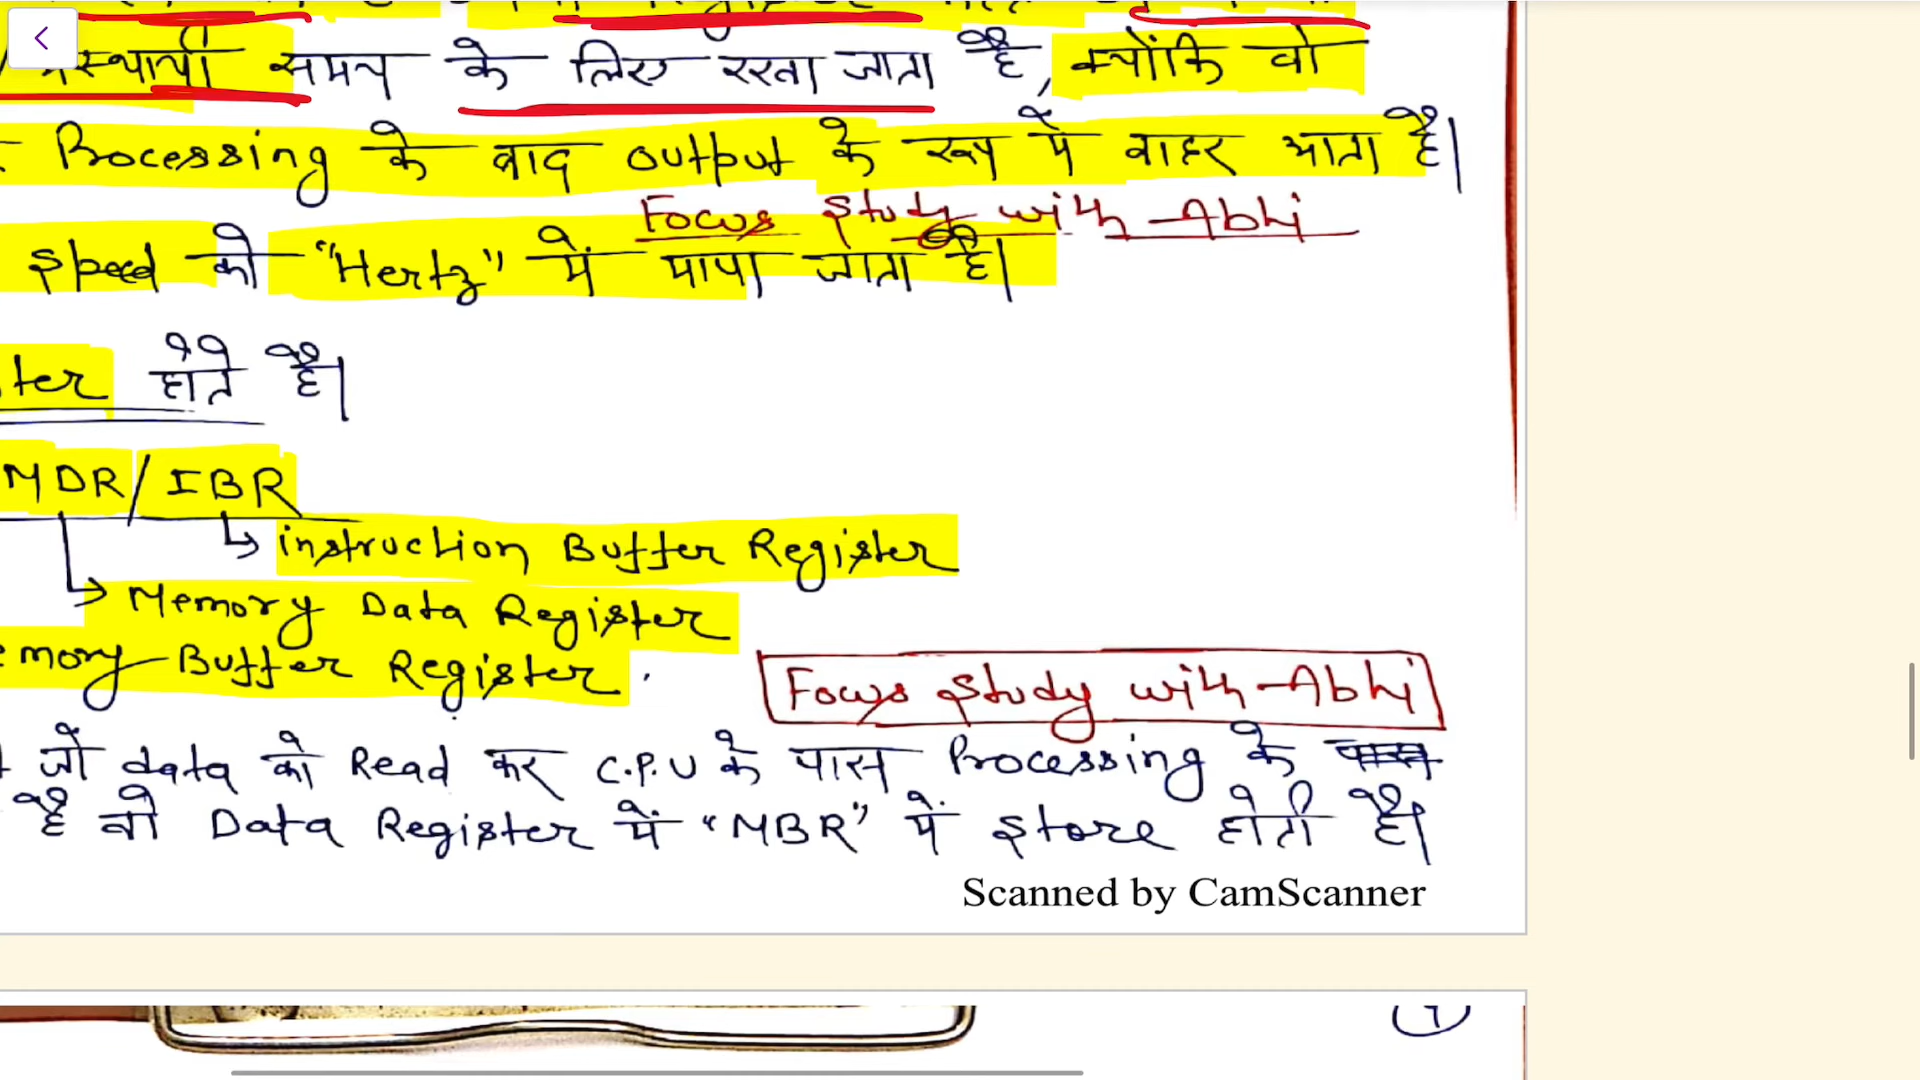 अस्थायी समय के लिए रखा जाता है, क्योंकि वो
Processing के बाद output के रूप में बाहर आता है।
Focus Study with Abhi
Speed को "Hertz" में मापा जाता है।
ter होते है।
MDR/IBR
instruction Buffer Register
Memory Data Register
emory Buffer Register.
Focus Study with Abhi
जो data को Read कर C.P.U के पास Processing के
है वो Data Register में "MBR" में store होती है।
Scanned by CamScanner